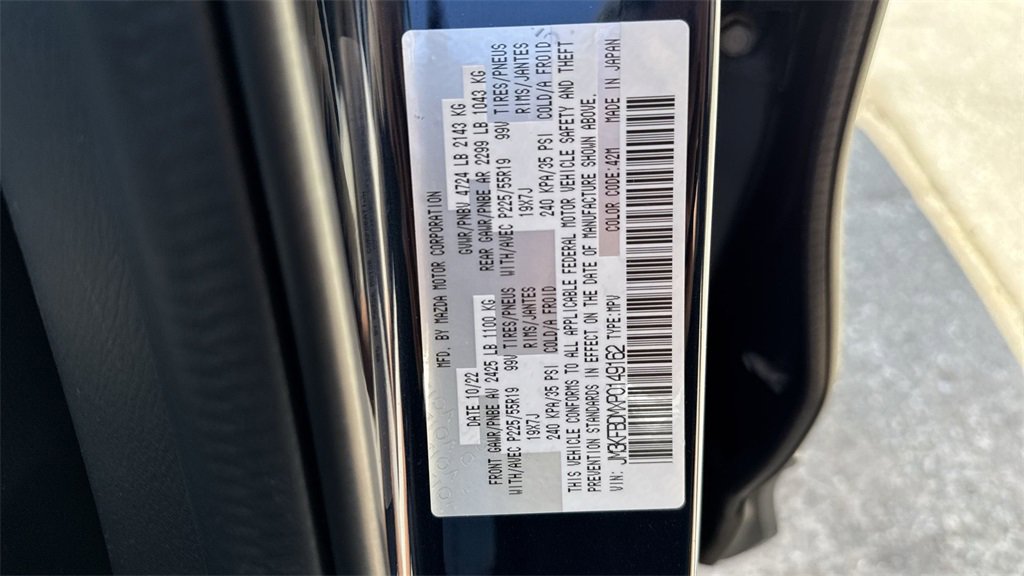 MFD. BY MAZDA MOTOR CORPORATION
DATE 10/22 GVWR/PNBV 4724 LB 2143 KG
FRONT GAWR/PNBE AV 2425 LB 1100 KG REAR GAWR/PNBE AR 2299 LB 1043 KG
WITH/AVEC P225/55R19 99V TIRES/PNEUS WITH/AVEC P225/55R19 99V TIRES/PNEUS
19X7J RIMS/JANTES 19X7J RIMS/JANTES
240 KPA/35 PSI COLD/A FROID 240 KPA/35 PSI COLD/A FROID
THIS VEHICLE CONFORMS TO ALL APPLICABLE FEDERAL MOTOR VEHICLE SAFETY AND THEFT
PREVENTION STANDARDS IN EFFECT ON THE DATE OF MANUFACTURE SHOWN ABOVE.
VIN: JM3KFBDMXP0149162 TYPE:MPV COLOR CODE:42M MADE IN JAPAN